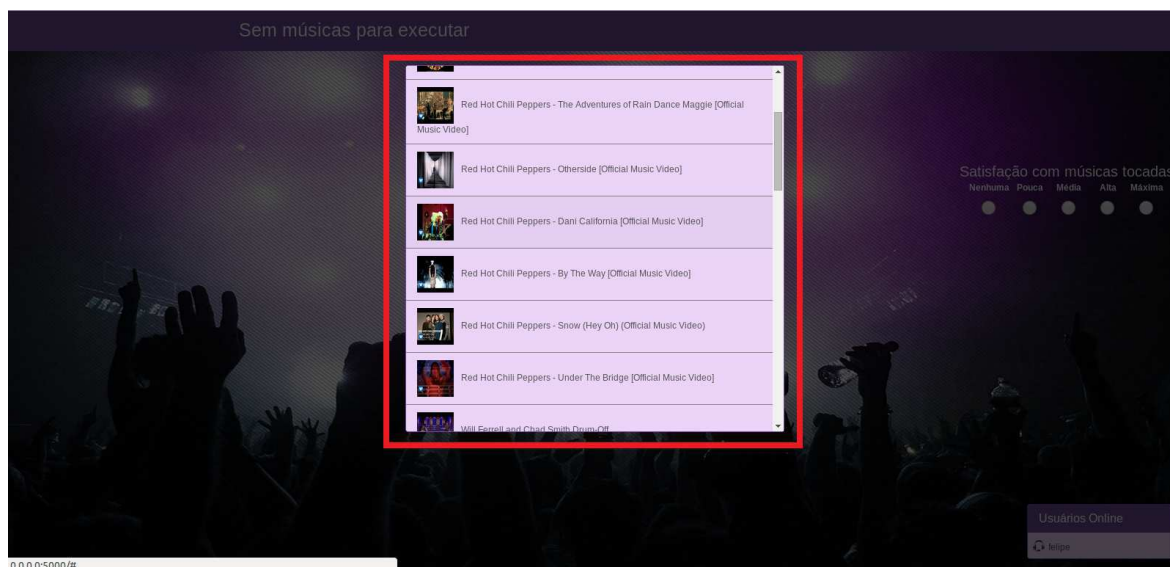 Sem músicas para executar
Red Hot Chili Peppers - The Adventures of Rain Dance Maggie [Official
Music Video]
Red Hot Chili Peppers - Otherside [Official Music Video]
Red Hot Chili Peppers - Dani California [Official Music Video]
Red Hot Chili Peppers - By The Way [Official Music Video]
Red Hot Chili Peppers - Snow (Hey Oh) (Official Music Video)
Red Hot Chili Peppers - Under The Bridge [Official Music Video]
Will Ferrell and Chad Smith Drum-Off
Satisfação com músicas tocadas
Nenhuma Pouca Média Alta Máxima
Usuários Online
felipe
0.0.0.0:5000/#